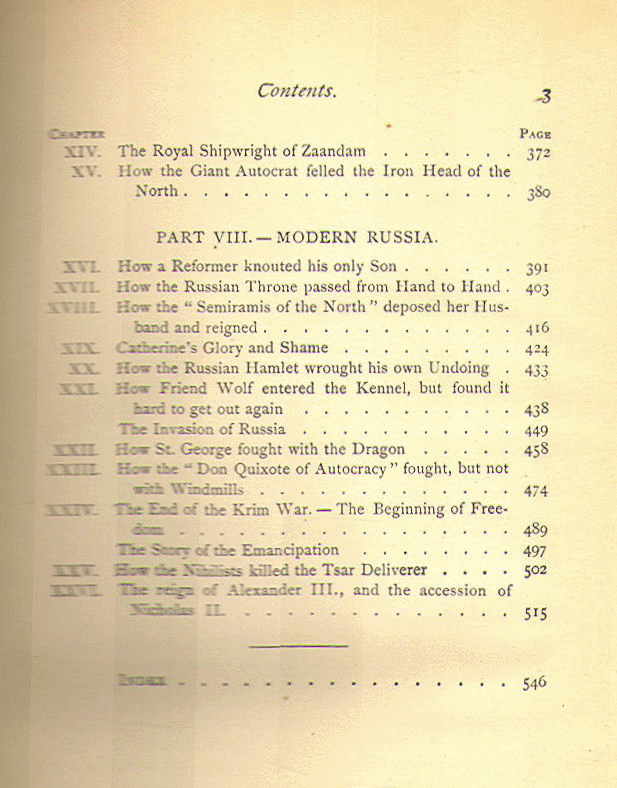 Contents. 3
CHAPTER PAGE
XIV. The Royal Shipwright of Zaandam . . . . . . . 372
XV. How the Giant Autocrat felled the Iron Head of the
North . . . . . . . . . . . . . . . . . 380
PART VIII. — MODERN RUSSIA.
XVI. How a Reformer knouted his only Son . . . . . . 391
XVII. How the Russian Throne passed from Hand to Hand . 403
XVIII. How the “ Semiramis of the North ” deposed her Hus-
band and reigned . . . . . . . . . . . . . 416
XIX. Catherine's Glory and Shame . . . . . . . . . 424
XX. How the Russian Hamlet wrought his own Undoing . 433
XXI. How Friend Wolf entered the Kennel, but found it
hard to get out again . . . . . . . . . . . 438
The Invasion of Russia . . . . . . . . . . . 449
XXII. How St. George fought with the Dragon . . . . . 458
XXIII. How the “ Don Quixote of Autocracy ” fought, but not
with Windmills . . . . . . . . . . . . . 474
XXIV. The End of the Krim War. — The Beginning of Free-
dom . . . . . . . . . . . . . . . . . 489
The Story of the Emancipation . . . . . . . . 497
XXV. How the Nihilists killed the Tsar Deliverer . . . . 502
XXVI. The reign of Alexander III., and the accession of
Nicholas II. . . . . . . . . . . . . . . 515
INDEX . . . . . . . . . . . . . . . . . 546